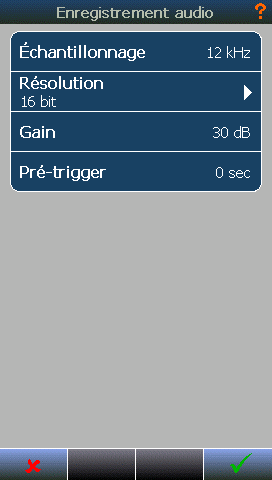 Enregistrement audio ?
Échantillonnage 12 kHz
Résolution
16 bit
Gain 30 dB
Pré-trigger 0 sec